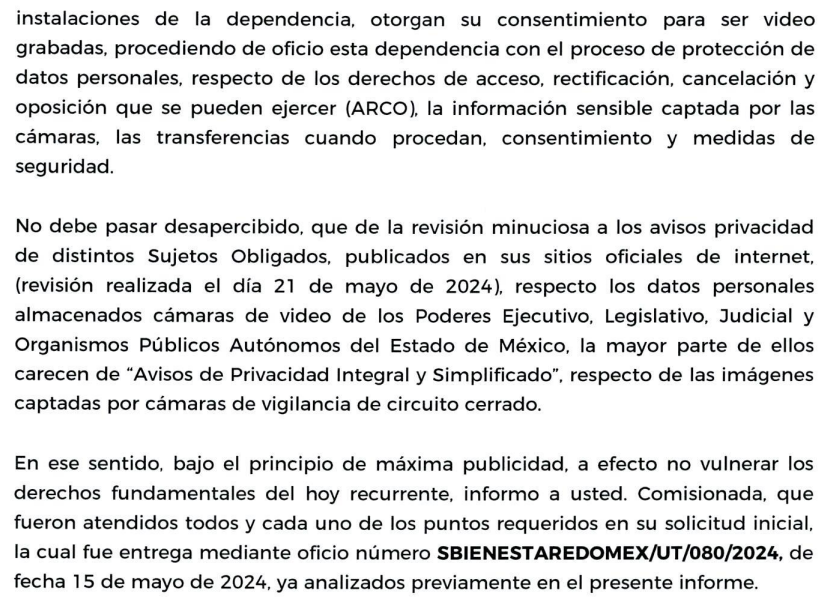 instalaciones de la dependencia, otorgan su consentimiento para ser video
grabadas, procediendo de oficio esta dependencia con el proceso de protección de
datos personales, respecto de los derechos de acceso, rectificación, cancelación y
oposición que se pueden ejercer (ARCO), la información sensible captada por las
cámaras, las transferencias cuando procedan, consentimiento y medidas de
seguridad.
No debe pasar desapercibido, que de la revisión minuciosa a los avisos privacidad
de distintos Sujetos Obligados, publicados en sus sitios oficiales de internet,
(revisión realizada el día 21 de mayo de 2024), respecto los datos personales
almacenados cámaras de video de los Poderes Ejecutivo, Legislativo, Judicial y
Organismos Públicos Autónomos del Estado de México, la mayor parte de ellos
carecen de “Avisos de Privacidad Integral y Simplificado”, respecto de las imágenes
captadas por cámaras de vigilancia de circuito cerrado.
En ese sentido, bajo el principio de máxima publicidad, a efecto no vulnerar los
derechos fundamentales del hoy recurrente, informo a usted. Comisionada, que
fueron atendidos todos y cada uno de los puntos requeridos en su solicitud inicial,
la cual fue entrega mediante oficio número SBIENESTAREDOMEX/UT/080/2024, de
fecha 15 de mayo de 2024, ya analizados previamente en el presente informe.